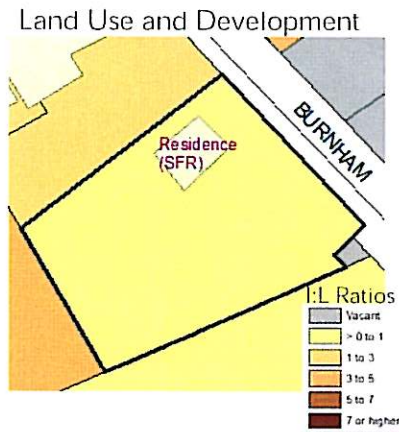 Land Use and Development
BURNHAM
Residence
(SFR)
I:L Ratios
Vacant
> 0 to 1
1 to 3
3 to 5
5 to 7
7 or higher